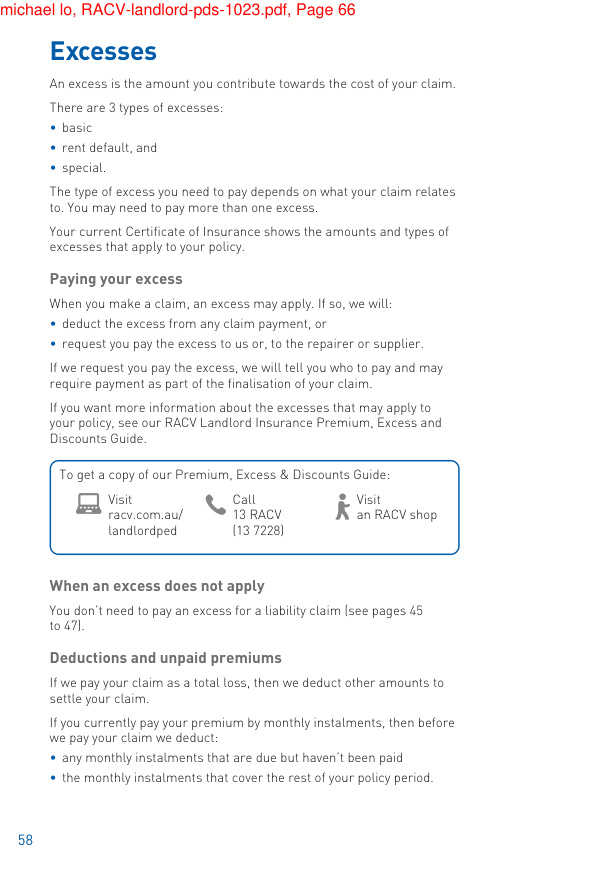 michael lo, RACV-landlord-pds-1023.pdf, Page 66
Excesses
An excess is the amount you contribute towards the cost of your claim.
There are 3 types of excesses:
• basic
• rent default, and
• special.
The type of excess you need to pay depends on what your claim relates
to. You may need to pay more than one excess.
Your current Certificate of Insurance shows the amounts and types of
excesses that apply to your policy.
Paying your excess
When you make a claim, an excess may apply. If so, we will:
• deduct the excess from any claim payment, or
• request you pay the excess to us or, to the repairer or supplier.
If we request you pay the excess, we will tell you who to pay and may
require payment as part of the finalisation of your claim.
If you want more information about the excesses that may apply to
your policy, see our RACV Landlord Insurance Premium, Excess and
Discounts Guide.
To get a copy of our Premium, Excess & Discounts Guide:
Visit
racv.com.au/
landlordped
Call
13 RACV
(13 7228)
Visit
an RACV shop
When an excess does not apply
You don't need to pay an excess for a liability claim (see pages 45
to 47).
Deductions and unpaid premiums
If we pay your claim as a total loss, then we deduct other amounts to
settle your claim.
If you currently pay your premium by monthly instalments, then before
we pay your claim we deduct:
• any monthly instalments that are due but haven't been paid
• the monthly instalments that cover the rest of your policy period.
58